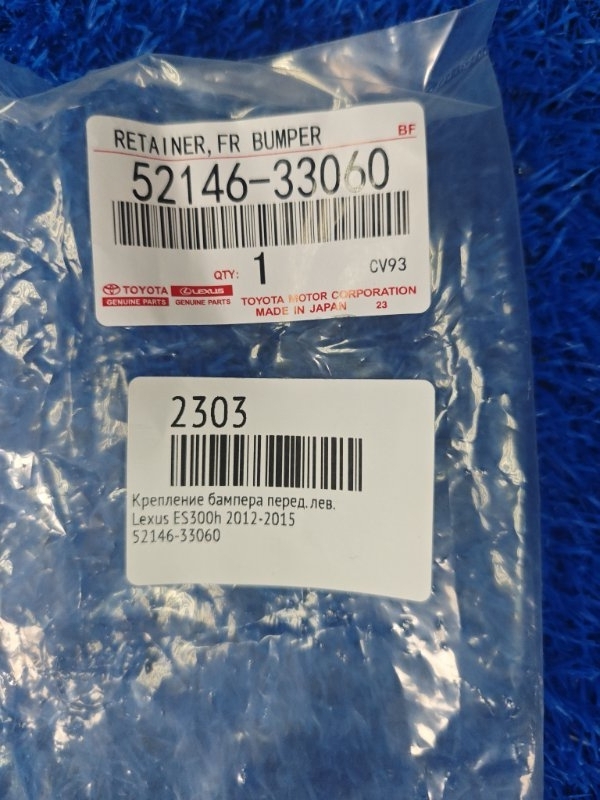 RETAINER, FR BUMPER
BF
52146-33060
QTY: 1
CV93
TOYOTA
GENUINE PARTS
LEXUS
GENUINE PARTS
TOYOTA MOTOR CORPORATION
MADE IN JAPAN 23
2303
Крепление бампера перед. лев.
Lexus ES300h 2012-2015
52146-33060